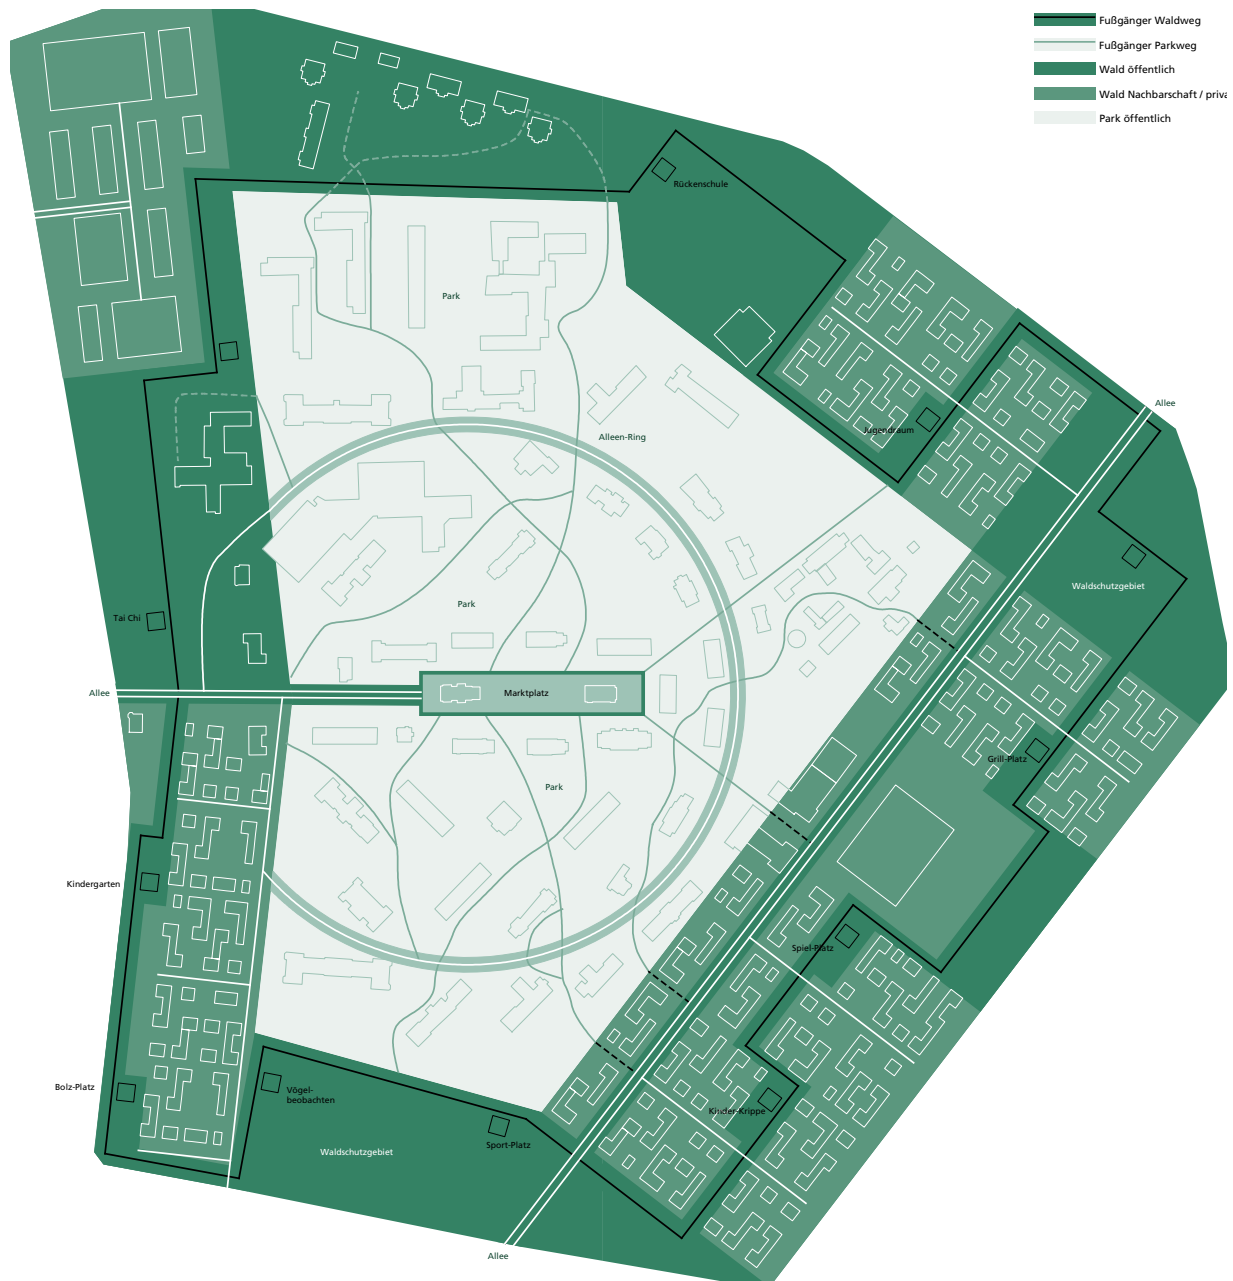 Fußgänger Waldweg
Fußgänger Parkweg
Wald öffentlich
Wald Nachbarschaft / priva
Park öffentlich
Rückenschule
Park
Allee
Jugendraum
Alleen-Ring
Waldschutzgebiet
Park
Tai Chi
Allee
Marktplatz
Grill-Platz
Park
Kindergarten
Spiel-Platz
Bolz-Platz
Vögel-
beobachten
Kinder-Krippe
Sport-Platz
Waldschutzgebiet
Allee